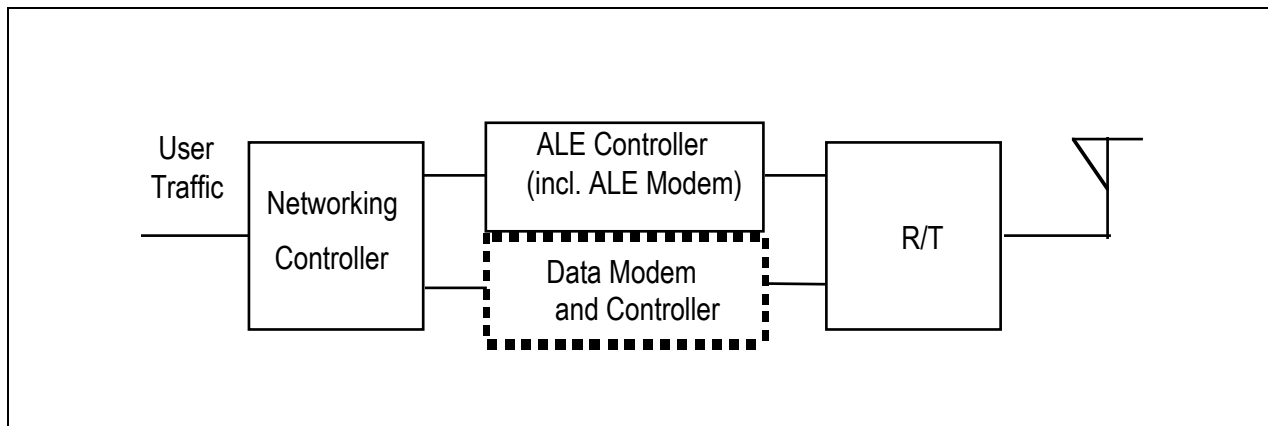 User
Traffic
Networking
Controller
ALE Controller
(incl. ALE Modem)
Data Modem
and Controller
R/T